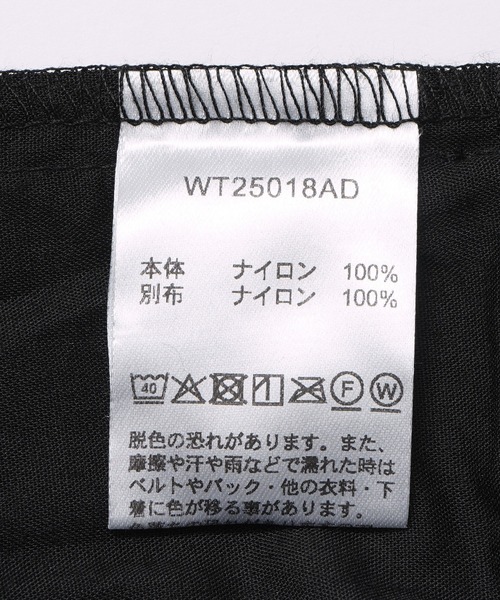 WT25018AD
本体 ナイロン 100%
別布 ナイロン 100%
40 F W
脱色の恐れがあります。また、
摩擦や汗や雨などで濡れた時は
ベルトやバック・他の衣料・下
着に色が移る事があります。